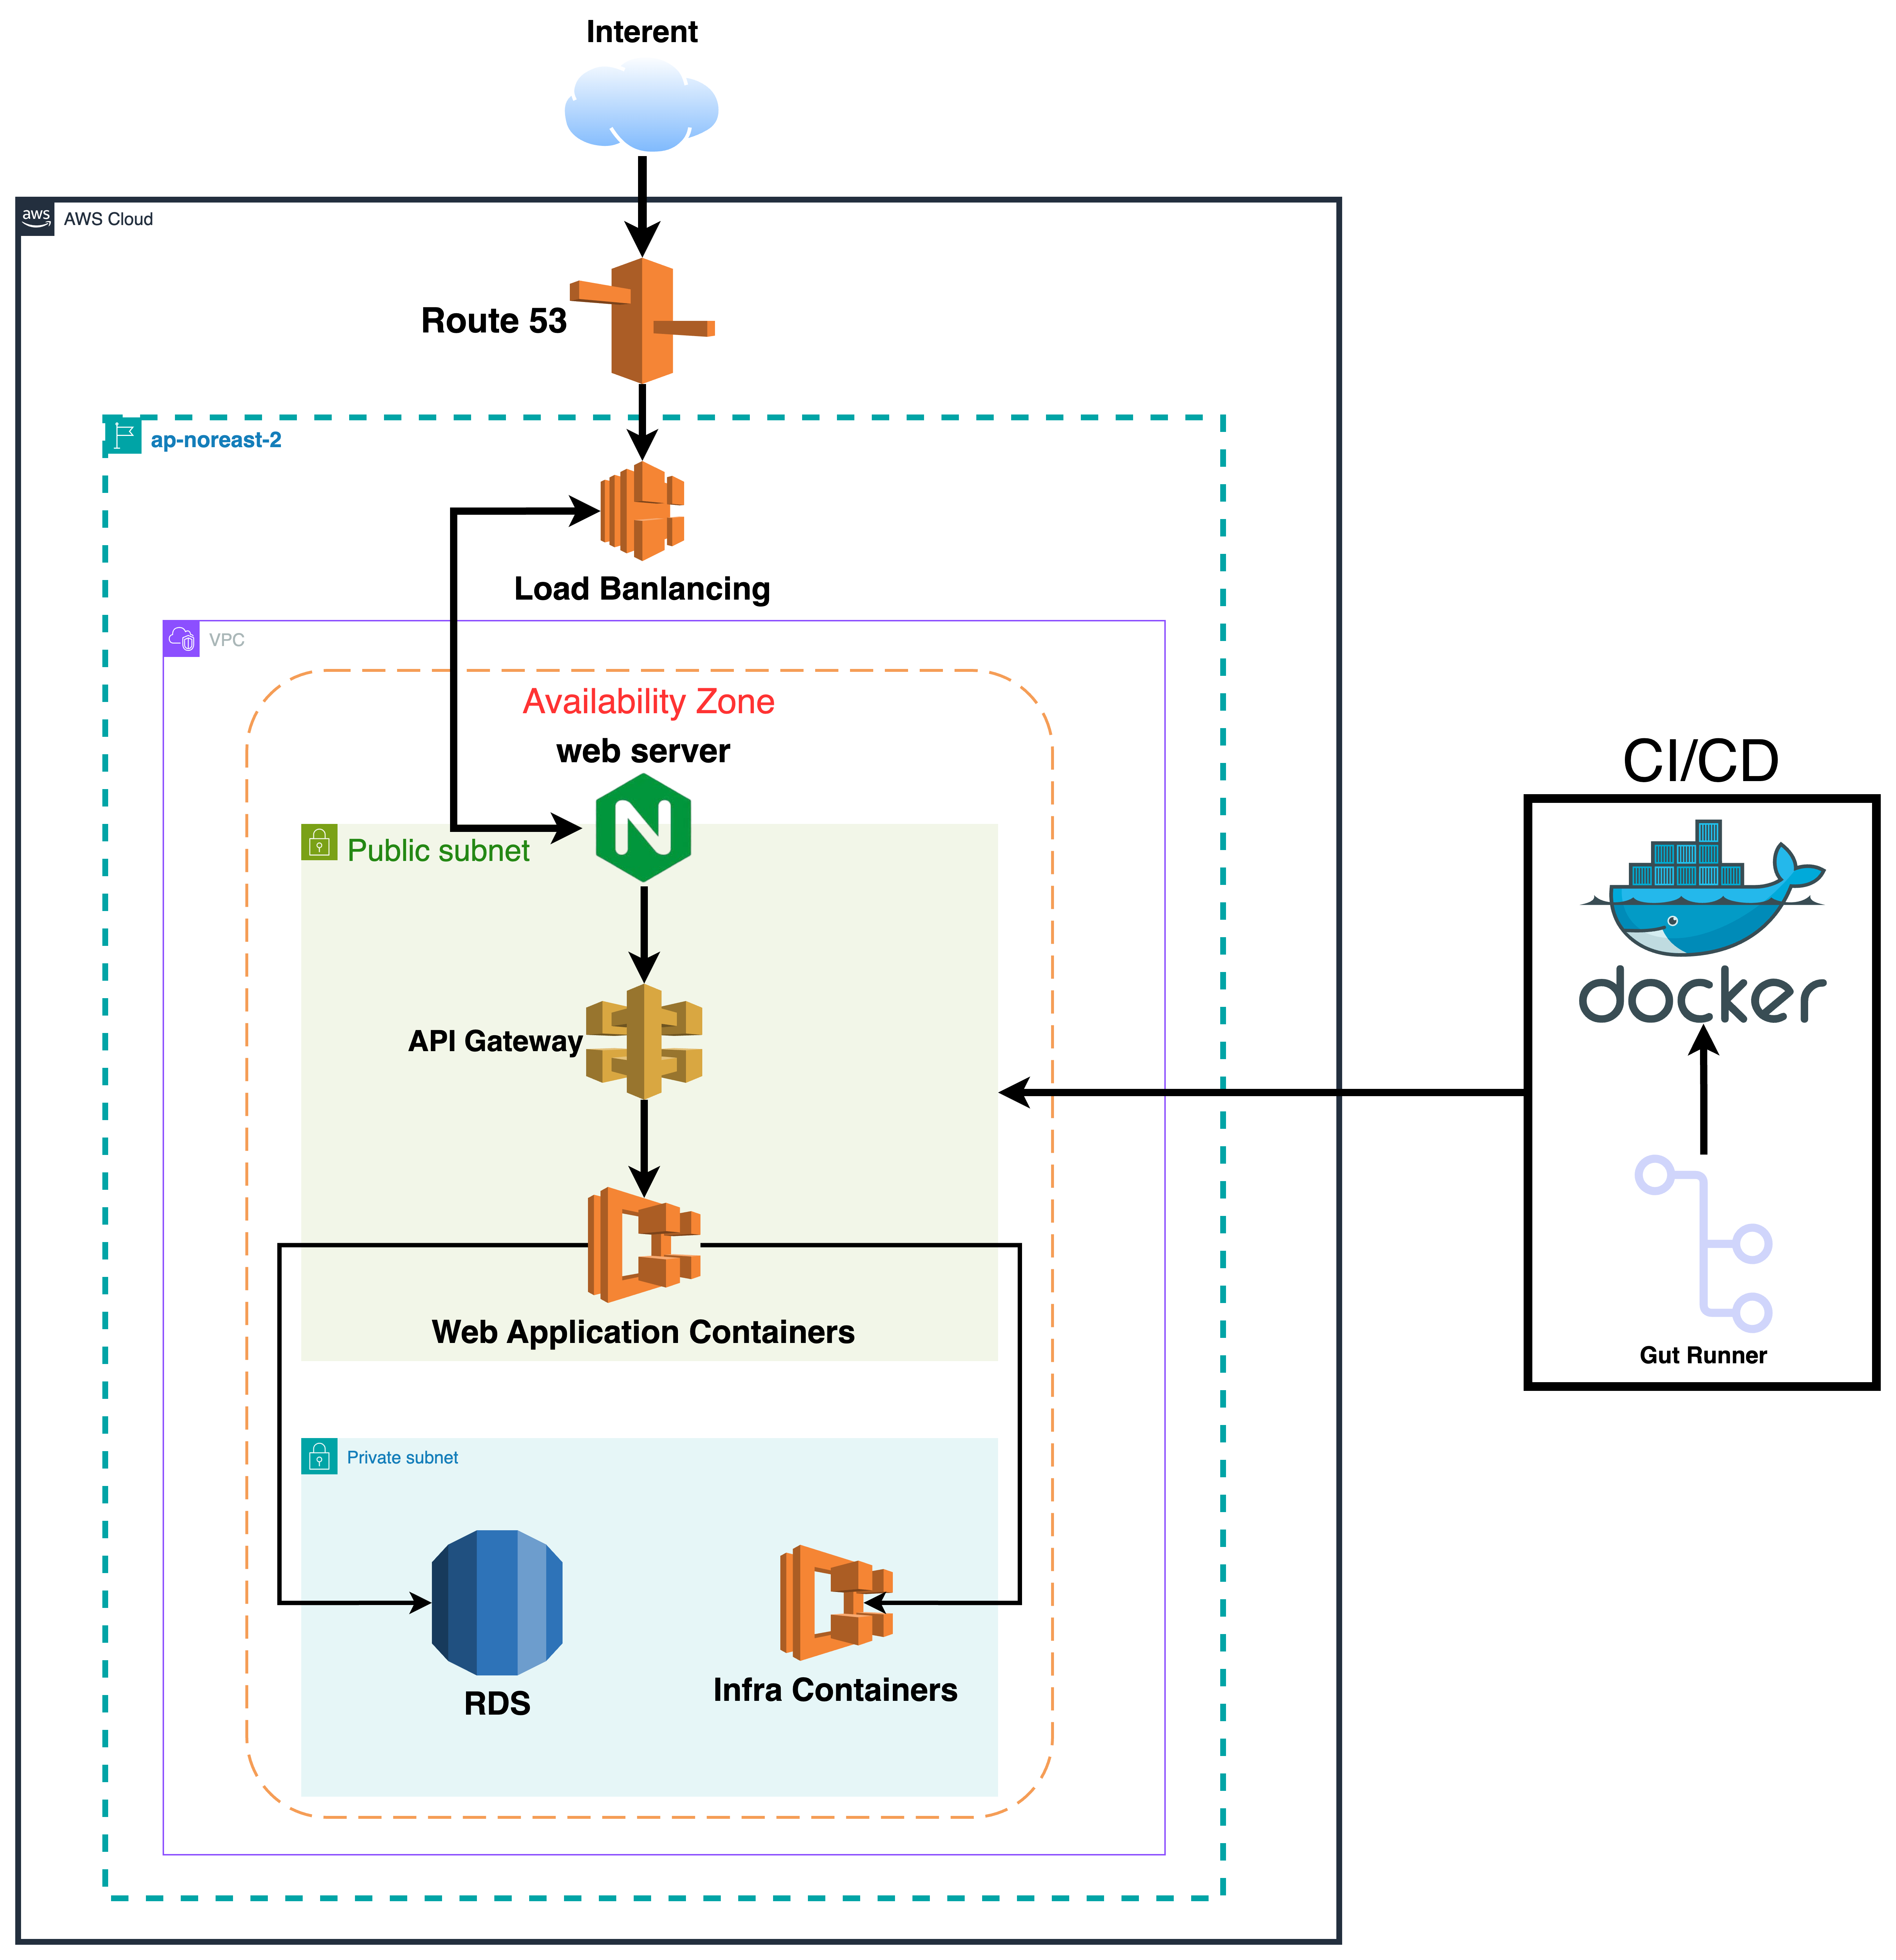 Interent
aws
AWS Cloud
Route 53
ap-noreast-2
Load Banlancing
VPC
Availability Zone
web server
N
Public subnet
API Gateway
Web Application Containers
Private subnet
RDS
Infra Containers
CI/CD
docker
Gut Runner